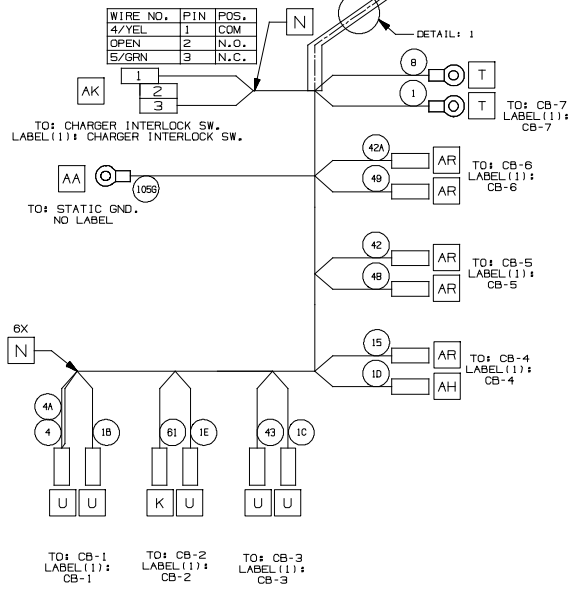 WIRE NO. PIN POS.
4/YEL 1 COM
OPEN 2 N.O.
5/GRN 3 N.C.
N
DETAIL: 1
8
T
1
T
TO: CB-7
LABEL(1):
CB-7
AK
1
2
3
TO: CHARGER INTERLOCK SW.
LABEL(1): CHARGER INTERLOCK SW.
42A
AR
49
AR
TO: CB-6
LABEL(1):
CB-6
AA
105G
TO: STATIC GND.
NO LABEL
42
AR
48
AR
TO: CB-5
LABEL(1):
CB-5
6X
N
15
AR
1D
AH
TO: CB-4
LABEL(1):
CB-4
4A
4
1B
61
1E
43
1C
U
U
K
U
U
U
TO: CB-1
LABEL(1):
CB-1
TO: CB-2
LABEL(1):
CB-2
TO: CB-3
LABEL(1):
CB-3